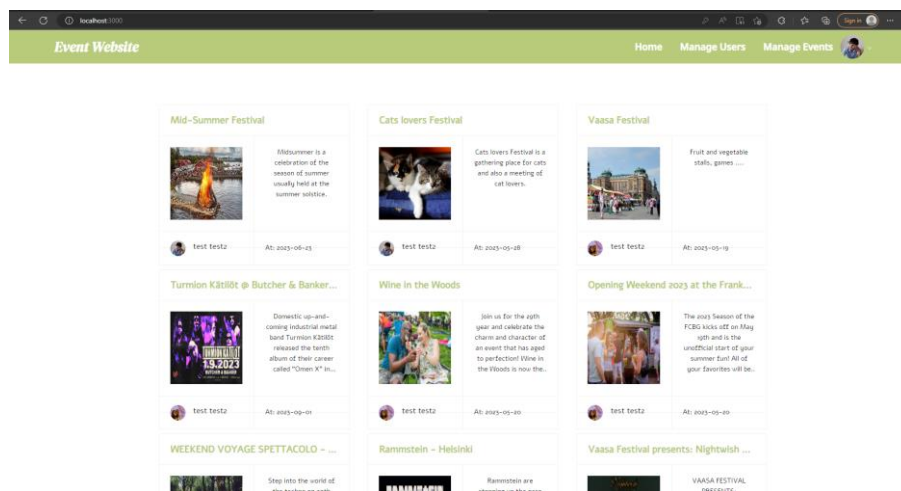 localhost:3000
Sign in
Event Website
Home Manage Users Manage Events
Mid-Summer Festival
Cats lovers Festival
Vaasa Festival
Midsummer is a
celebration of the
season of summer
usually held at the
summer solstice.
Cats lovers Festival is a
gathering place for cats
and also a meeting of
cat lovers.
Fruit and vegetable
stalls, games ....
test test2
At: 2023-06-23
test test2
At: 2023-05-28
test test2
At: 2023-05-19
Turmion Kätilöt @ Butcher & Banker...
Wine in the Woods
Opening Weekend 2023 at the Frank...
Domestic up-and-
coming industrial metal
band Turmion Kätilöt
released the tenth
album of their career
called "Omen X" in...
TURMION KÄTILÖT
1.9.2023
BUTCHER & BANKER
Join us for the 29th
year and celebrate the
charm and character of
an event that has aged
to perfection! Wine in
the Woods is now the..
The 2023 Season of the
FCBG kicks off on May
19th and is the
unofficial start of your
summer fun! All of
your favorites will be..
test test2
At: 2023-09-01
test test2
At: 2023-05-20
test test2
At: 2023-05-20
WEEKEND VOYAGE SPETTACOLO – ...
Rammstein – Helsinki
Vaasa Festival presents: Nightwish ...
Step into the world of
Rammstein are
VAASA FESTIVAL
PRESENTS
RAMMSTEIN